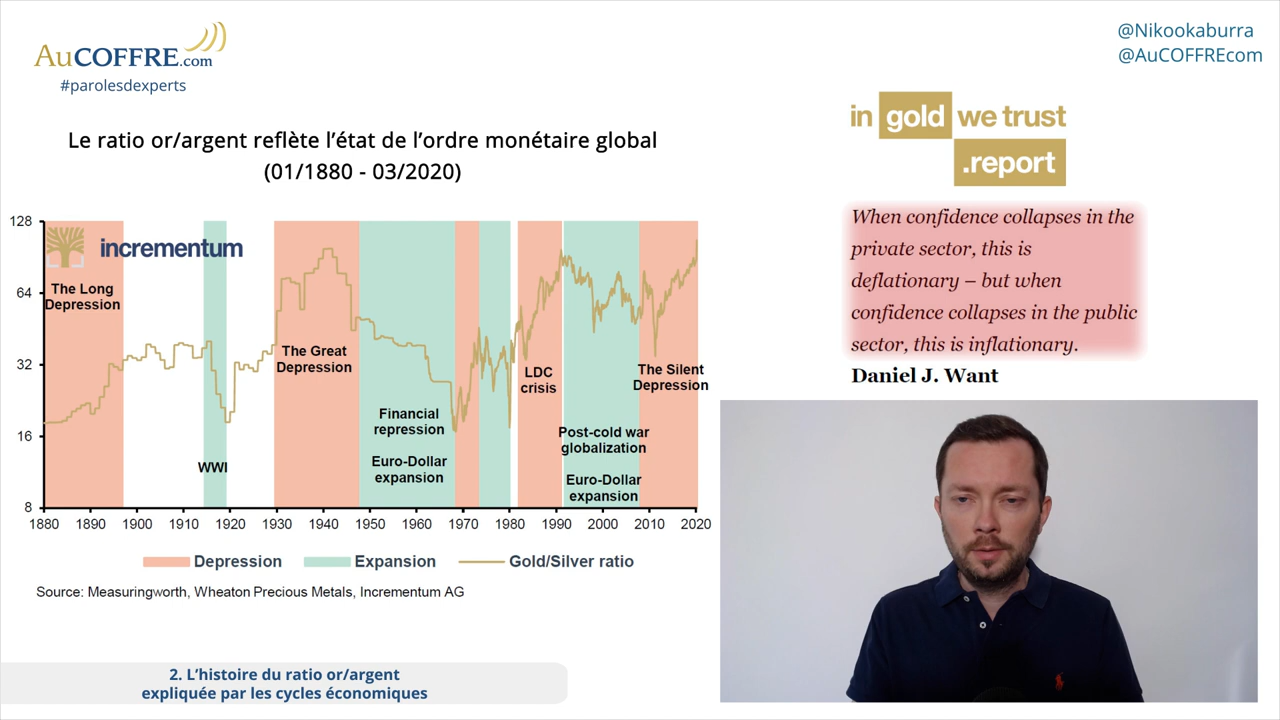 AuCOFFRE.com
#parolesdexperts
@Nikookaburra
@AuCOFFREcom
Le ratio or/argent reflète l'état de l'ordre monétaire global
(01/1880 - 03/2020)
in gold we trust
.report
When confidence collapses in the
private sector, this is
deflationary – but when
confidence collapses in the public
sector, this is inflationary.
Daniel J. Want
128
64
32
16
8
incrementum
The Long
Depression
WWI
The Great
Depression
Financial
repression
Euro-Dollar
expansion
LDC
crisis
Post-cold war
globalization
Euro-Dollar
expansion
The Silent
Depression
1880 1890 1900 1910 1920 1930 1940 1950 1960 1970 1980 1990 2000 2010 2020
Depression Expansion Gold/Silver ratio
Source: Measuringworth, Wheaton Precious Metals, Incrementum AG
2. L'histoire du ratio or/argent
expliquée par les cycles économiques